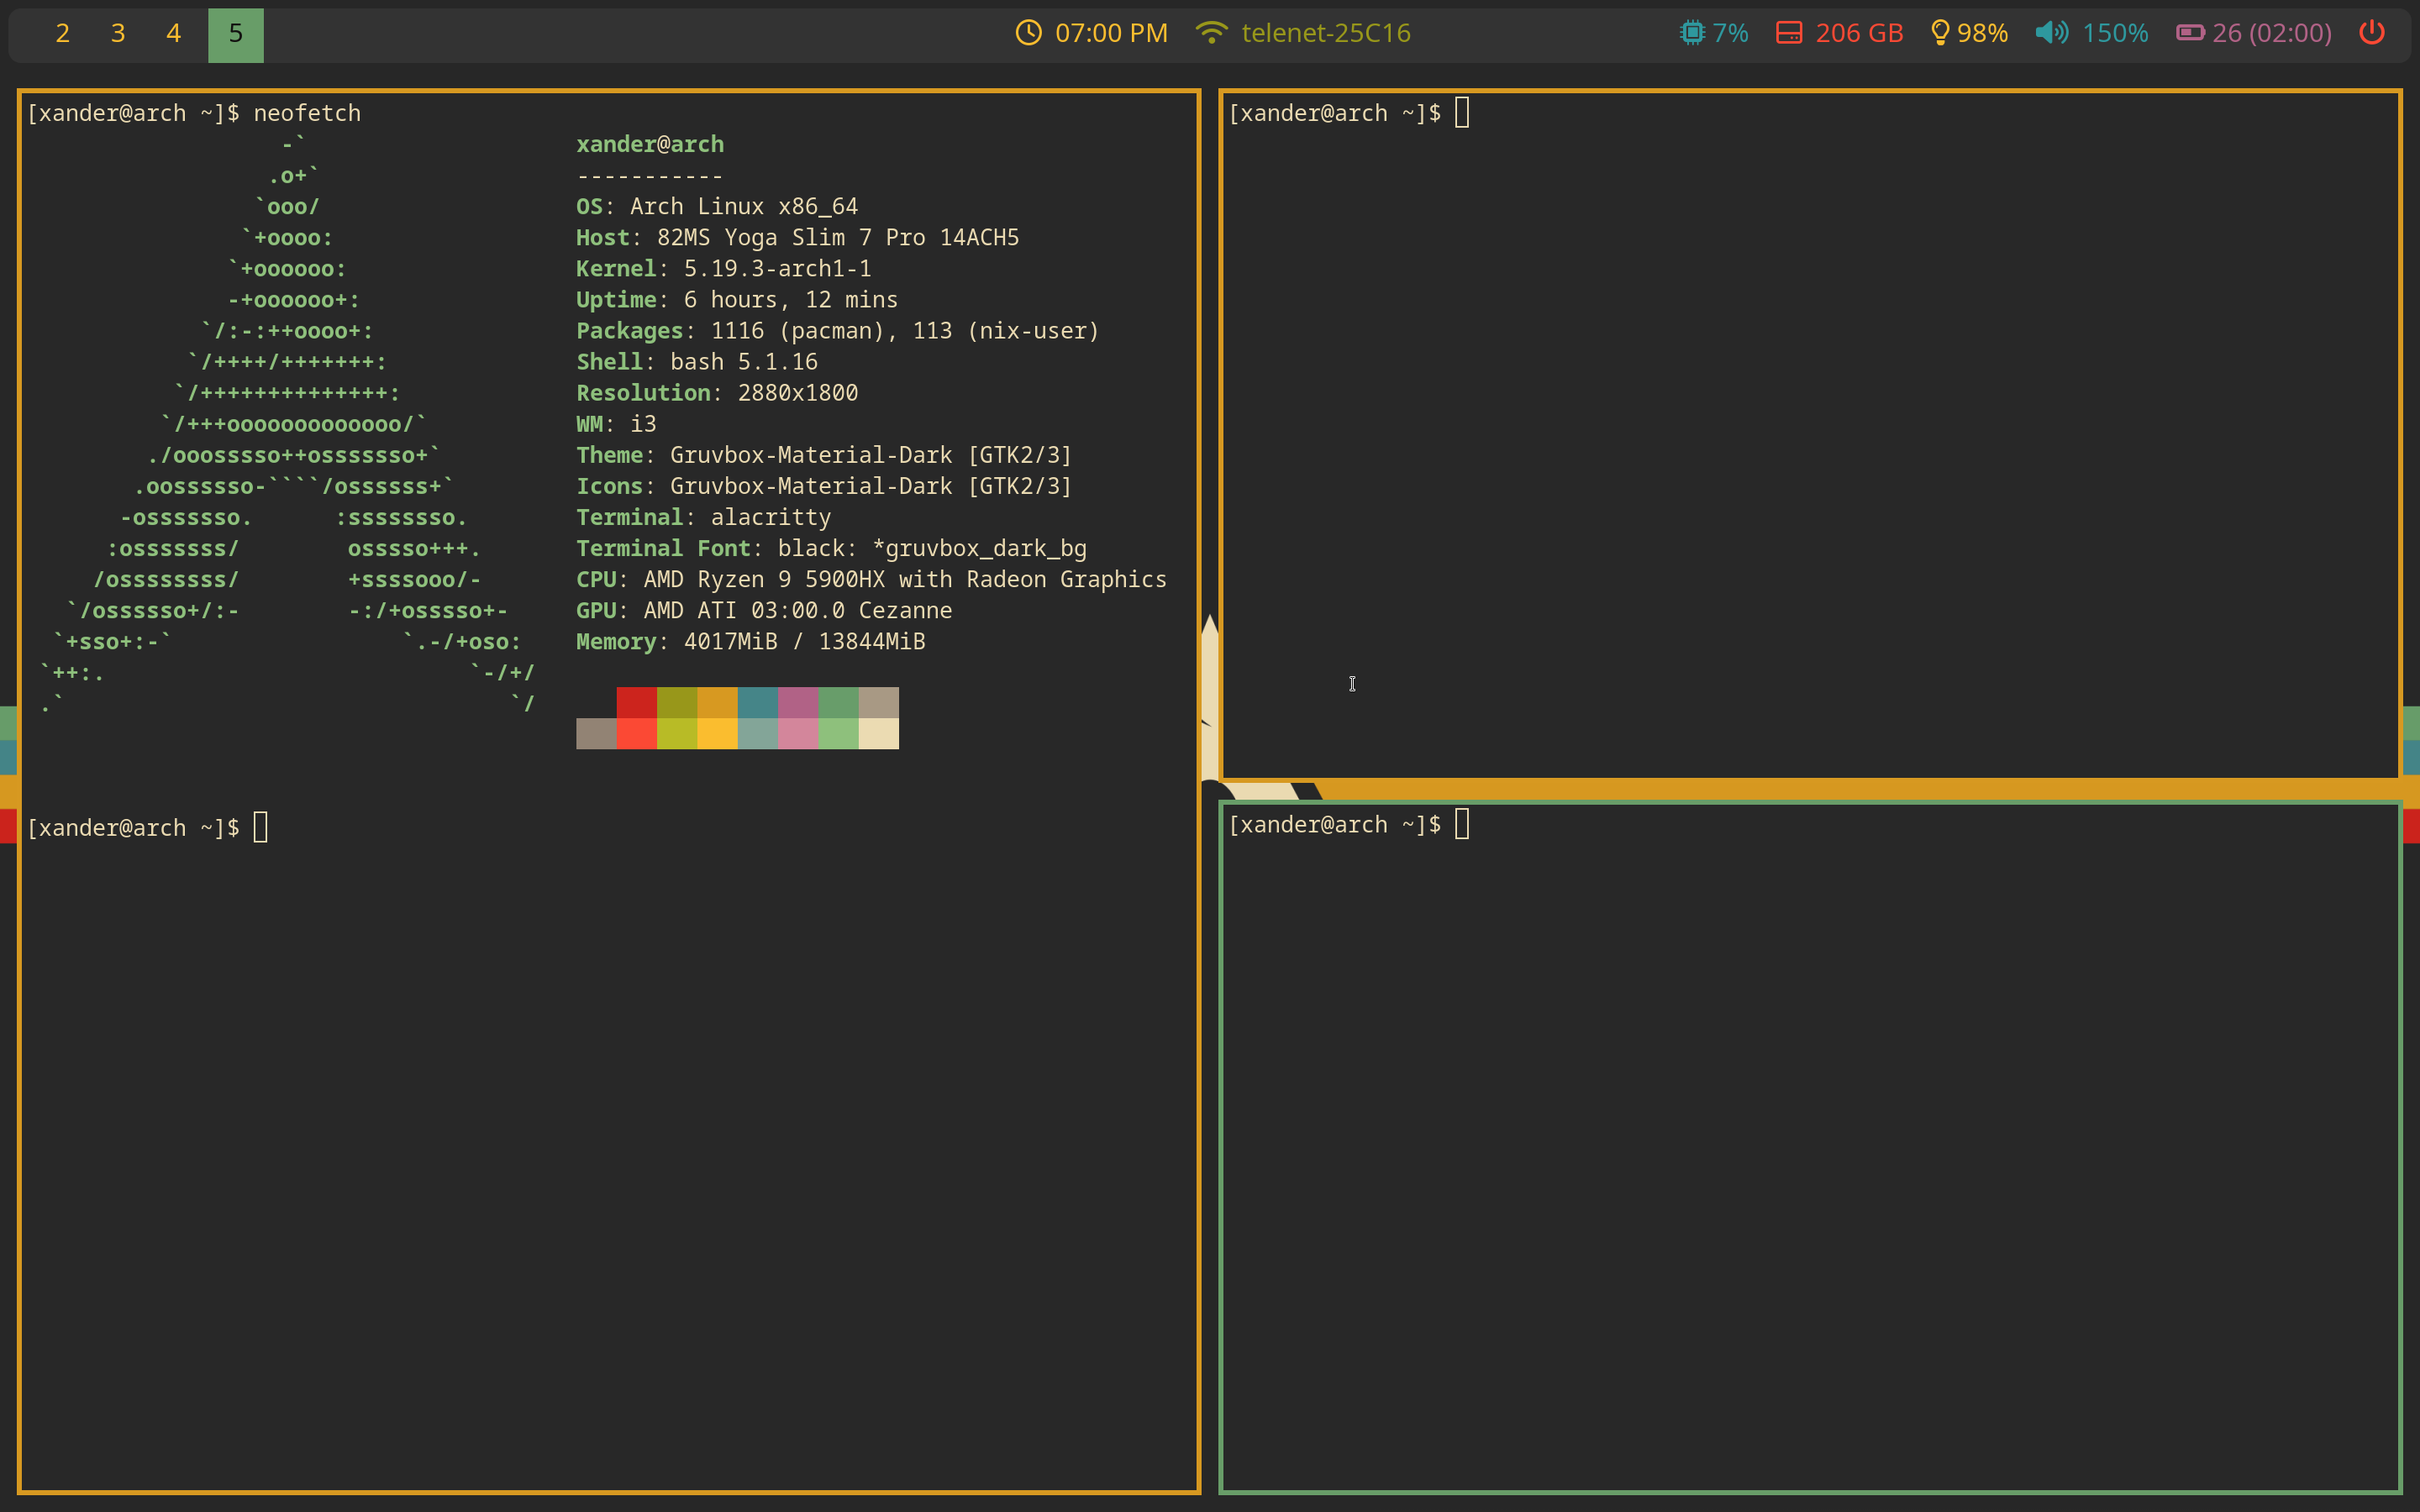 2 3 4 5 07:00 PM telenet-25C16 7% 206 GB 98% 150% 26 (02:00)
[xander@arch ~]$ neofetch
                   -`                    xander@arch
                  .o+`                   -----------
                 `ooo/                   OS: Arch Linux x86_64
                `+oooo:                  Host: 82MS Yoga Slim 7 Pro 14ACH5
               `+oooooo:                 Kernel: 5.19.3-arch1-1
               -+oooooo+:                Uptime: 6 hours, 12 mins
             `/:-:++oooo+:               Packages: 1116 (pacman), 113 (nix-user)
            `/++++/+++++++:              Shell: bash 5.1.16
           `/++++++++++++++:             Resolution: 2880x1800
          `/+++ooooooooooooo/`           WM: i3
         ./ooosssso++osssssso+`          Theme: Gruvbox-Material-Dark [GTK2/3]
        .oossssso-````/ossssss+`         Icons: Gruvbox-Material-Dark [GTK2/3]
       -osssssso.      :ssssssso.        Terminal: alacritty
      :osssssss/        osssso+++.       Terminal Font: black: *gruvbox_dark_bg
     /ossssssss/        +ssssooo/-       CPU: AMD Ryzen 9 5900HX with Radeon Graphics
   `/ossssso+/:-        -:/+osssso+-     GPU: AMD ATI 03:00.0 Cezanne
  `+sso+:-`                 `.-/+oso:    Memory: 4017MiB / 13844MiB
 `++:.                           `-/+/
 .`                                 `/
[xander@arch ~]$
[xander@arch ~]$
[xander@arch ~]$